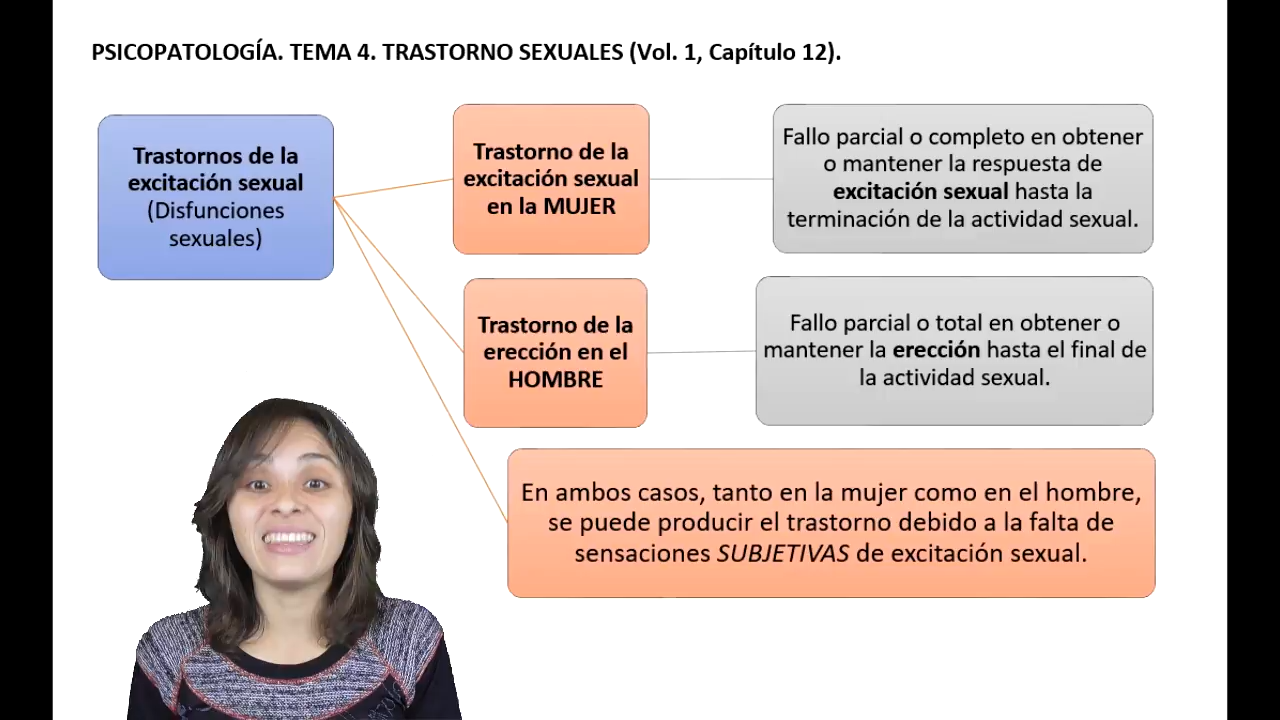 PSICOPATOLOGÍA. TEMA 4. TRASTORNO SEXUALES (Vol. 1, Capítulo 12).
Trastornos de la
excitación sexual
(Disfunciones
sexuales)
Trastorno de la
excitación sexual
en la MUJER
Fallo parcial o completo en obtener
o mantener la respuesta de
excitación sexual hasta la
terminación de la actividad sexual.
Trastorno de la
erección en el
HOMBRE
Fallo parcial o total en obtener o
mantener la erección hasta el final de
la actividad sexual.
En ambos casos, tanto en la mujer como en el hombre,
se puede producir el trastorno debido a la falta de
sensaciones SUBJETIVAS de excitación sexual.